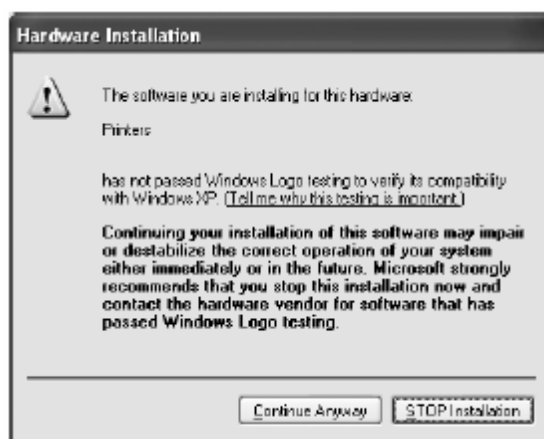 Hardware Installation
The software you are installing for this hardware:
Printers
has not passed Windows Logo testing to verify its compatibility
with Windows XP. (Tell me why this testing is important.)
Continuing your installation of this software may impair
or destabilize the correct operation of your system
either immediately or in the future. Microsoft strongly
recommends that you stop this installation now and
contact the hardware vendor for software that has
passed Windows Logo testing.
Continue Anyway
STOP Installation